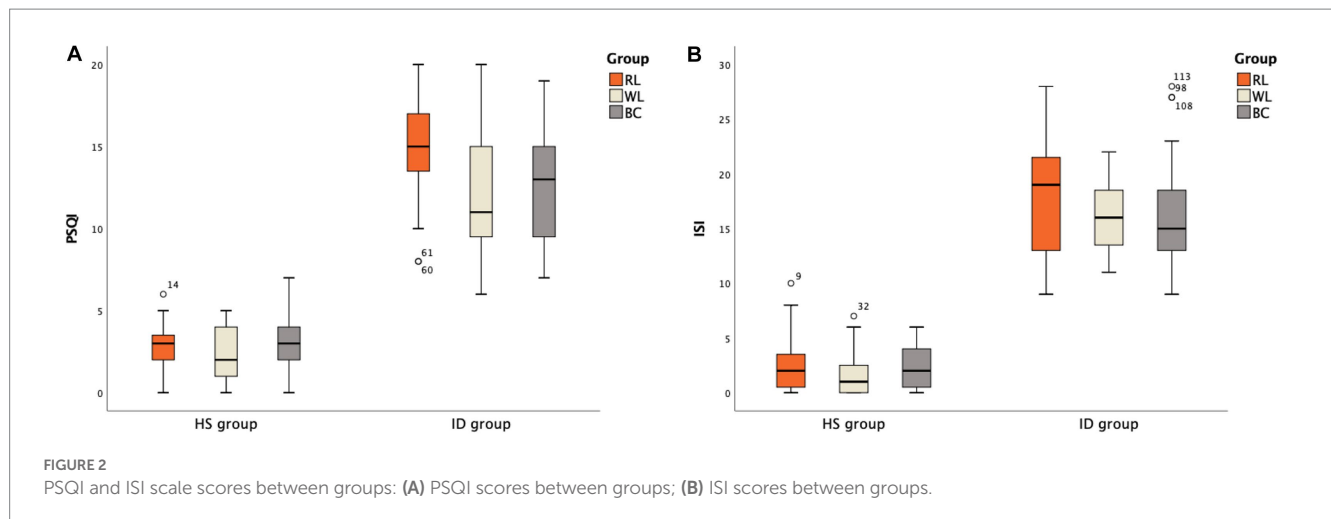 A
20
15
10
5
0
PSQI
14
61
60
HS group
ID group
Group
RL
WL
BC
B
30
25
20
15
10
5
0
ISI
9
32
113
98
108
HS group
ID group
Group
RL
WL
BC
FIGURE 2
PSQI and ISI scale scores between groups: (A) PSQI scores between groups; (B) ISI scores between groups.